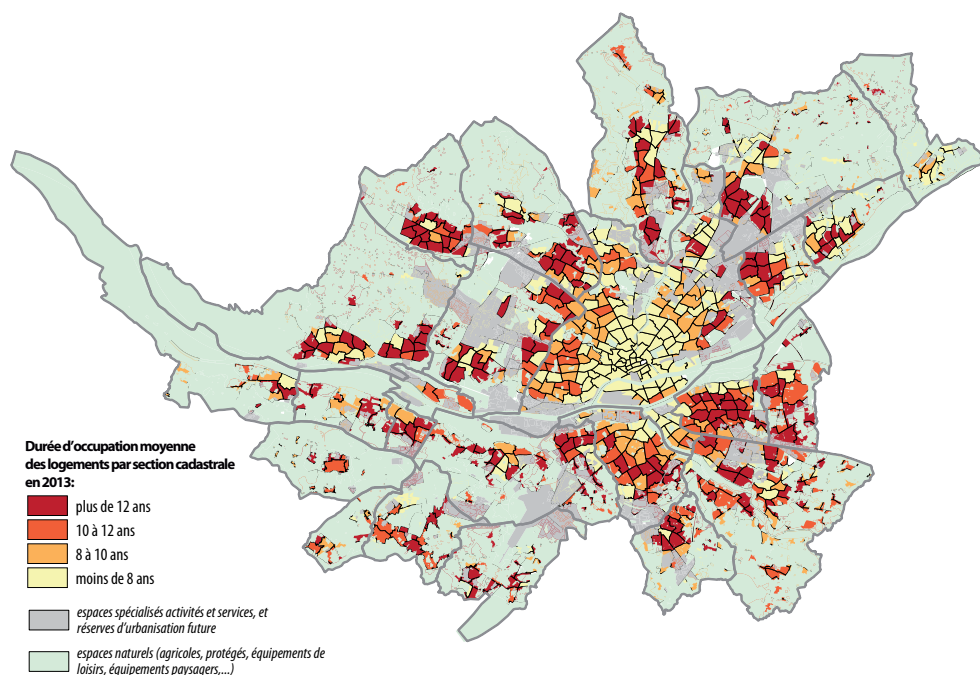 Durée d'occupation moyenne
des logements par section cadastrale
en 2013:
plus de 12 ans
10 à 12 ans
8 à 10 ans
moins de 8 ans
espaces spécialisés activités et services, et
réserves d'urbanisation future
espaces naturels (agricoles, protégés, équipements de
loisirs, équipements paysagers,...)